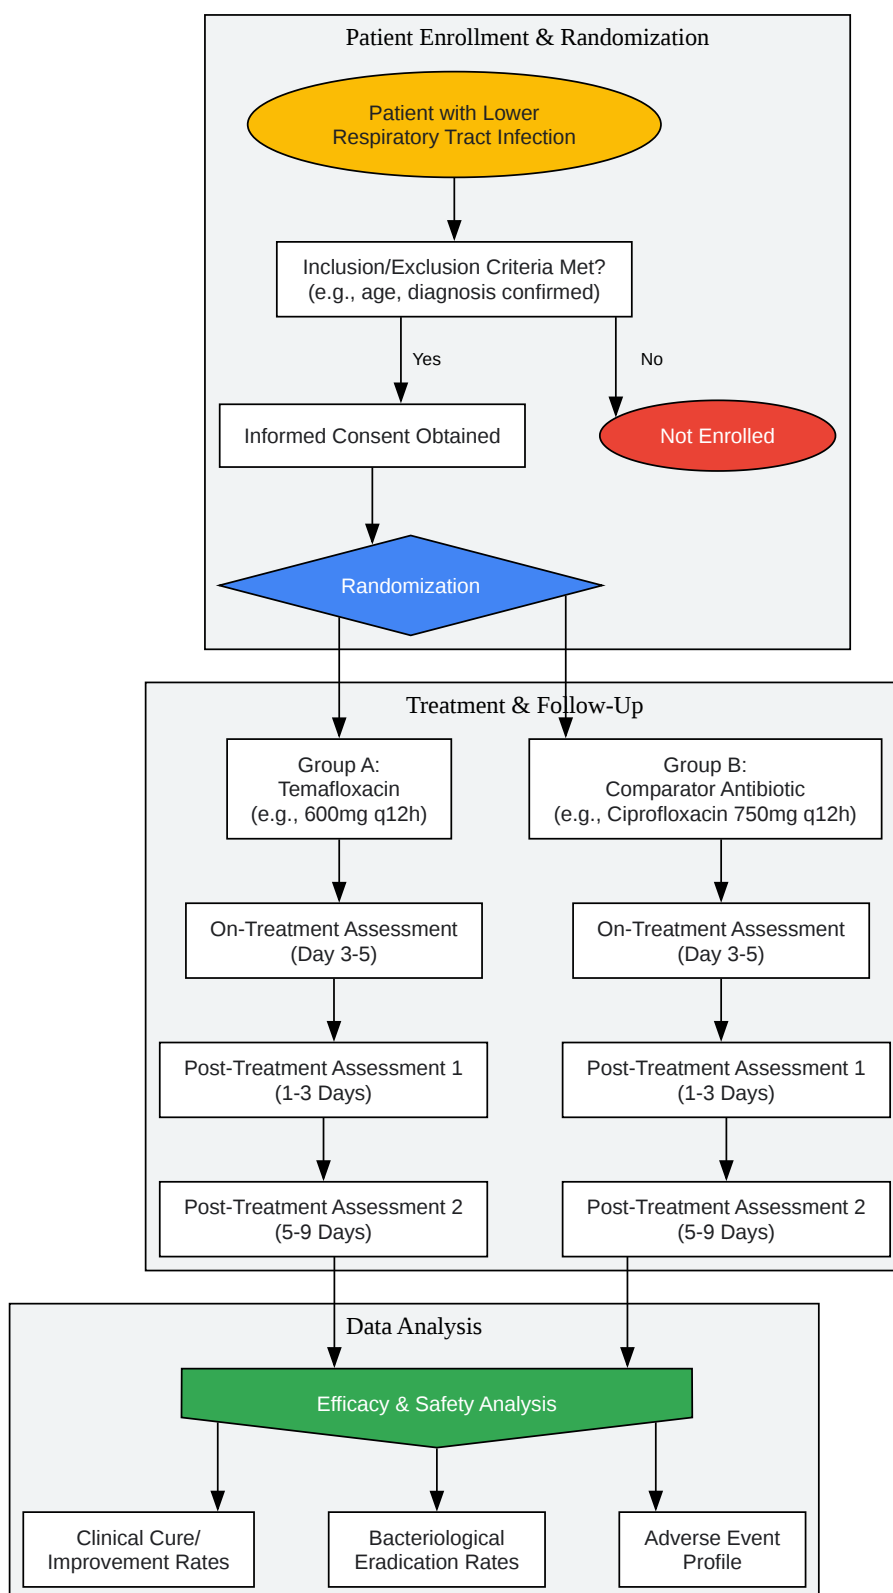 Patient Enrollment & Randomization
Patient with Lower
Respiratory Tract Infection
Inclusion/Exclusion Criteria Met?
(e.g., age, diagnosis confirmed)
Yes
No
Informed Consent Obtained
Not Enrolled
Randomization
Treatment & Follow-Up
Group A:
Temafloxacin
(e.g., 600mg q12h)
Group B:
Comparator Antibiotic
(e.g., Ciprofloxacin 750mg q12h)
On-Treatment Assessment
(Day 3-5)
On-Treatment Assessment
(Day 3-5)
Post-Treatment Assessment 1
(1-3 Days)
Post-Treatment Assessment 1
(1-3 Days)
Post-Treatment Assessment 2
(5-9 Days)
Post-Treatment Assessment 2
(5-9 Days)
Data Analysis
Efficacy & Safety Analysis
Clinical Cure/
Improvement Rates
Bacteriological
Eradication Rates
Adverse Event
Profile